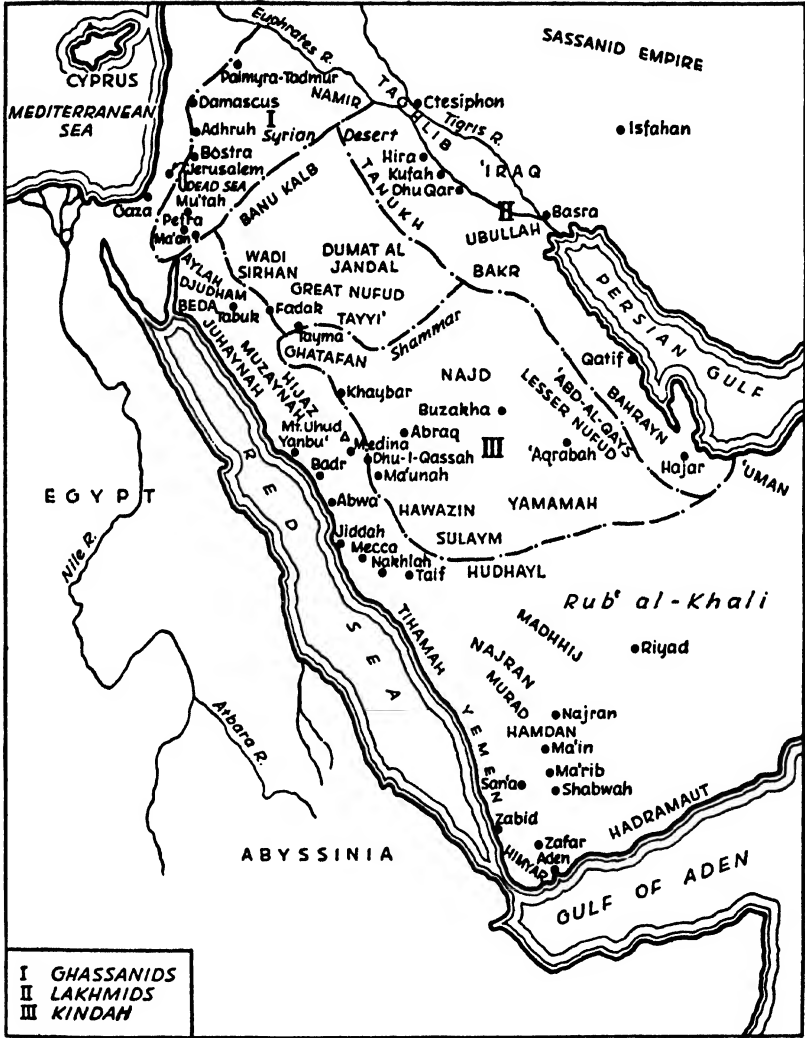 SASSANID EMPIRE
Euphrates R.
CYPRUS
MEDITERRANEAN
SEA
Palmyra-Tadmur
NAMIR
TAGHLIB
Ctesiphon
Tigris R.
Isfahan
Damascus
I
Syrian
Desert
Adhruh
Bostra
Jerusalem
DEAD SEA
Mu'tah
Gaza
Petra
Ma'an
BANU KALB
TANUKH
Hira
Kufah
Dhu Qar
'IRAQ
II
Basra
UBULLAH
BAKR
AYLAH
DJUDHAM
BEDA
Tabuk
WADI
SIRHAN
DUMAT AL
JANDAL
GREAT NUFUD
Fadak
TAYYI'
Tayma
Shammar
GHATAFAN
PERSIAN GULF
JUHAYNAH
MUZAYNAH
HIJAZ
Khaybar
NAJD
Qatif
BAHRAYN
'ABD-AL-QAYS
LESSER NUFUD
Buzakha
Abraq
III
'Aqrabah
Hajar
'UMAN
Mt. Uhud
Yanbu'
Medina
Dhu-l-Qassah
Badr
Ma'unah
Abwa
HAWAZIN
YAMAMAH
SULAYM
Jiddah
Mecca
Nakhlah
Taif
HUDHAYL
EGYPT
Nile R.
RED SEA
Rub' al-Khali
TIHAMAH
MADHHIJ
NAJRAN
MURAD
Riyad
YEMEN
Najran
HAMDAN
Ma'in
Ma'rib
San'a
Shabwah
Atbara R.
Zabid
HADRAMAUT
Zafar
HIMYAR
Aden
ABYSSINIA
GULF OF ADEN
I GHASSANIDS
II LAKHMIDS
III KINDAH